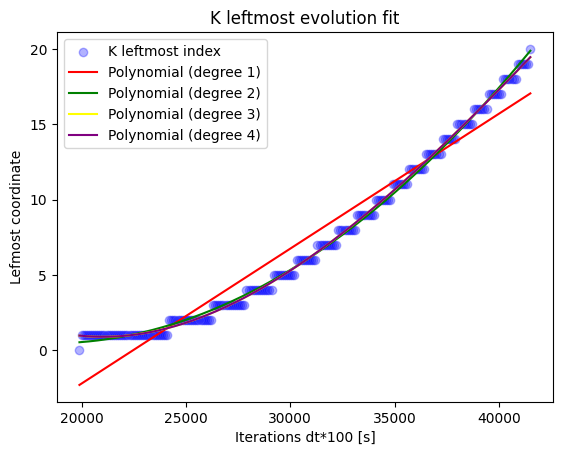 K leftmost evolution fit
K leftmost index
Polynomial (degree 1)
Polynomial (degree 2)
Polynomial (degree 3)
Polynomial (degree 4)
Lefmost coordinate
20
15
10
5
0
20000 25000 30000 35000 40000
Iterations dt*100 [s]